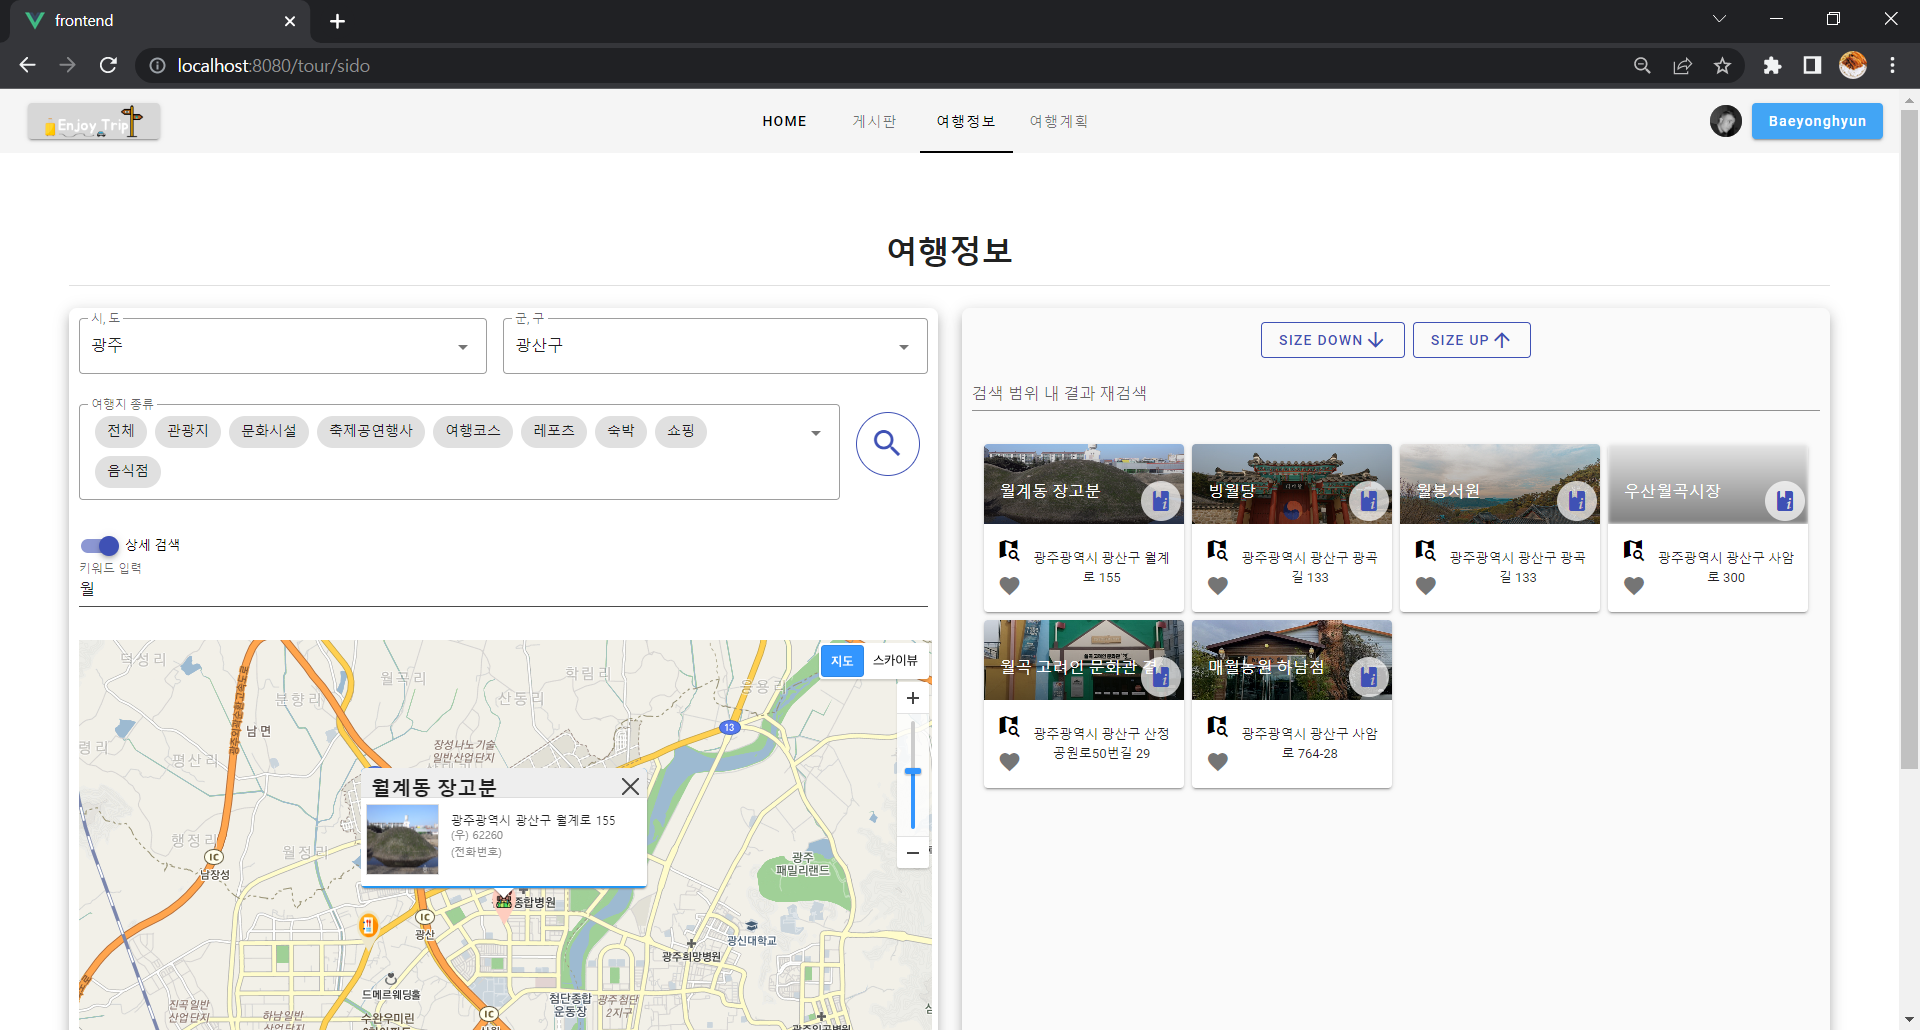 frontend
localhost:8080/tour/sido
Enjoy Trip
HOME
게시판
여행정보
여행계획
Baeyonghyun
여행정보
시, 도
광주
군, 구
광산구
여행지 종류
전체
관광지
문화시설
축제공연행사
여행코스
레포츠
숙박
쇼핑
음식점
상세 검색
키워드 입력
월
SIZE DOWN
SIZE UP
검색 범위 내 결과 재검색
월계동 장고분
광주광역시 광산구 월계
로 155
빙월당
광주광역시 광산구 광곡
길 133
월봉서원
광주광역시 광산구 광곡
길 133
우산월곡시장
광주광역시 광산구 사암
로 300
월곡 고려인 문화관 결
광주광역시 광산구 산정
공원로50번길 29
매월농원 하남점
광주광역시 광산구 사암
로 764-28
지도
스카이뷰
덕성리
월곡리
학림리
분향리
산동리
응용리
13
남면
령리
평산리
장성나노기술
일반산업단지
월계동 장고분
광주광역시 광산구 월계로 155
(우) 62260
(전화번호)
행정리
월정리
IC
남장성
광주
패밀리랜드
종합병원
IC
광산
광신대학교
광주희망병원
드메르웨딩홀
진곡일반
산업단지
하남일반
산업단지
수완우미린
첨단종합
운동장
광주첨단
2지구
IC